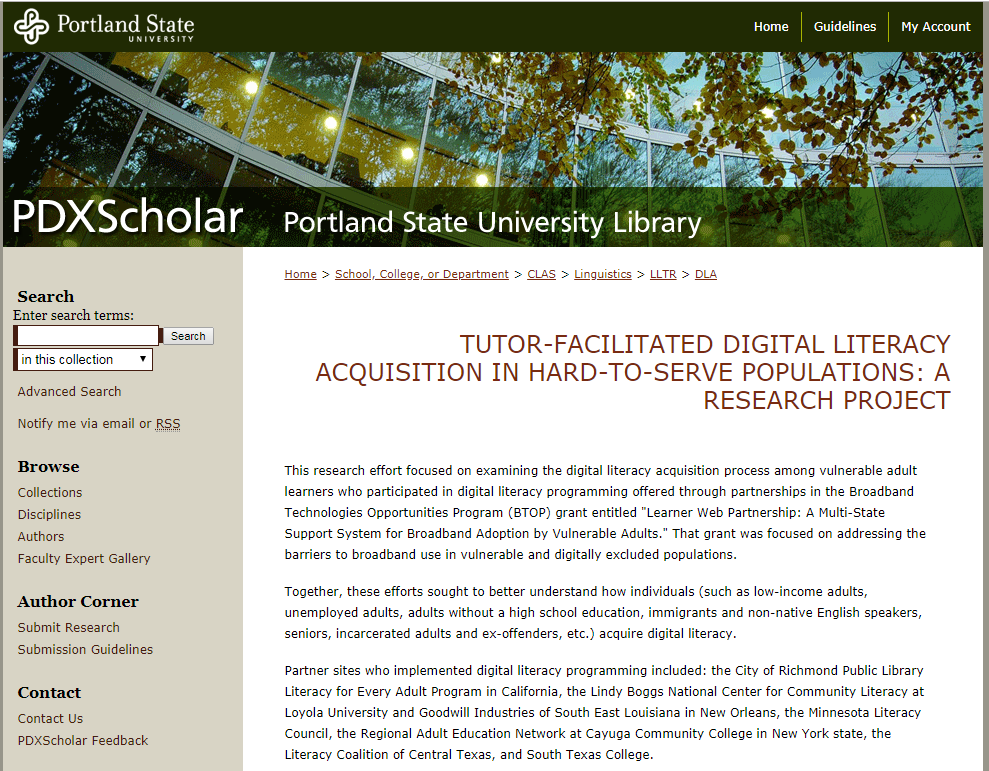 Portland State
UNIVERSITY
Home
Guidelines
My Account
PDXScholar
Portland State University Library
Home > School, College, or Department > CLAS > Linguistics > LLTR > DLA
Search
Enter search terms:
Search
in this collection
Advanced Search
Notify me via email or RSS
Browse
Collections
Disciplines
Authors
Faculty Expert Gallery
Author Corner
Submit Research
Submission Guidelines
Contact
Contact Us
PDXScholar Feedback
TUTOR-FACILITATED DIGITAL LITERACY
ACQUISITION IN HARD-TO-SERVE POPULATIONS: A
RESEARCH PROJECT
This research effort focused on examining the digital literacy acquisition process among vulnerable adult
learners who participated in digital literacy programming offered through partnerships in the Broadband
Technologies Opportunities Program (BTOP) grant entitled "Learner Web Partnership: A Multi-State
Support System for Broadband Adoption by Vulnerable Adults." That grant was focused on addressing the
barriers to broadband use in vulnerable and digitally excluded populations.
Together, these efforts sought to better understand how individuals (such as low-income adults,
unemployed adults, adults without a high school education, immigrants and non-native English speakers,
seniors, incarcerated adults and ex-offenders, etc.) acquire digital literacy.
Partner sites who implemented digital literacy programming included: the City of Richmond Public Library
Literacy for Every Adult Program in California, the Lindy Boggs National Center for Community Literacy at
Loyola University and Goodwill Industries of South East Louisiana in New Orleans, the Minnesota Literacy
Council, the Regional Adult Education Network at Cayuga Community College in New York state, the
Literacy Coalition of Central Texas, and South Texas College.